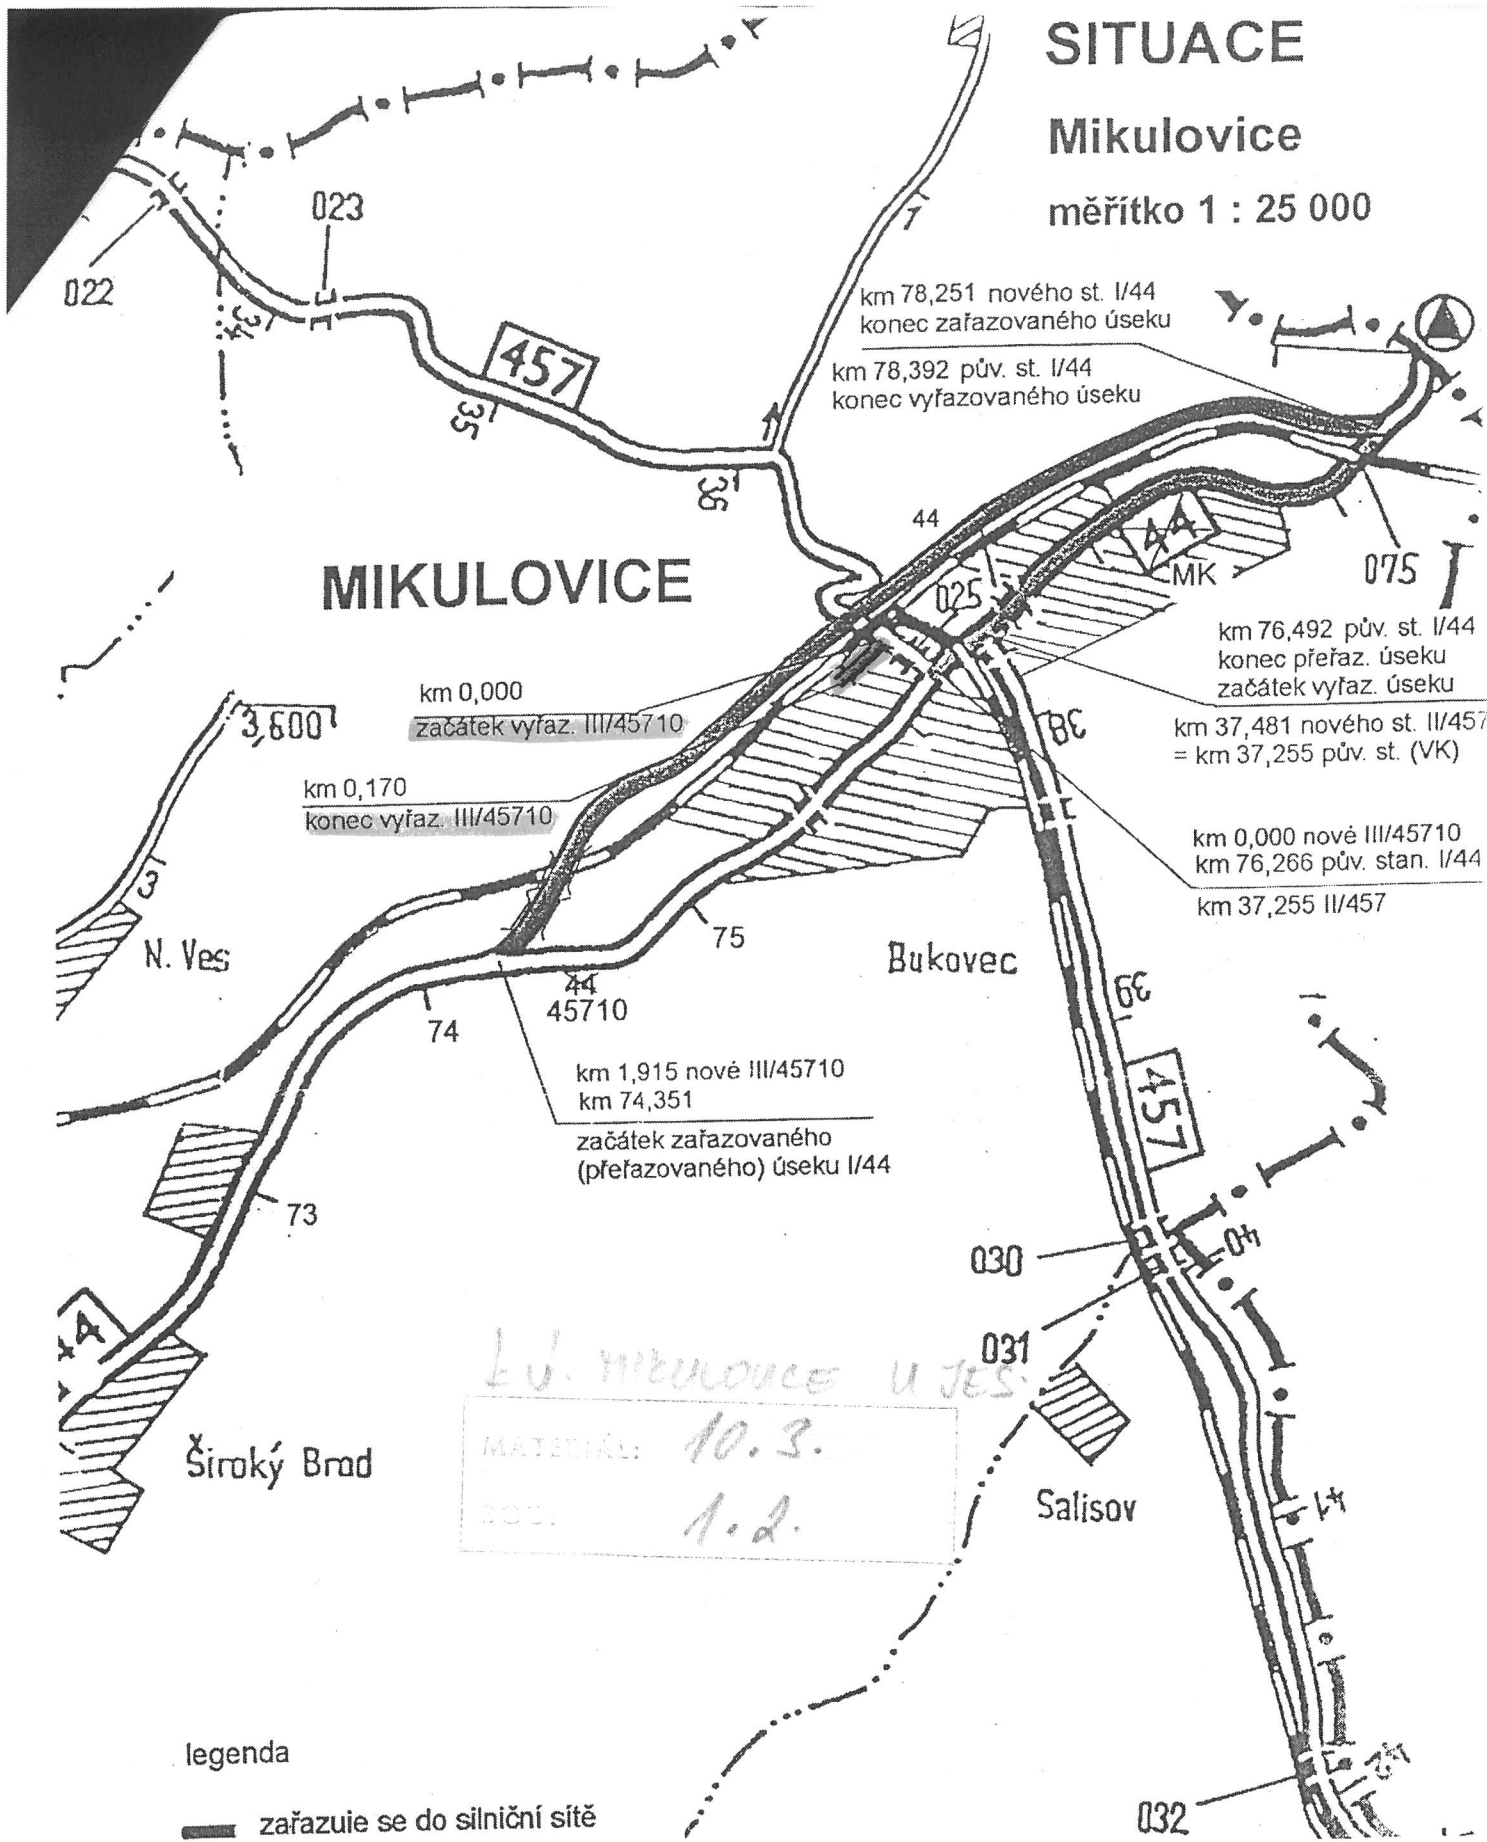 SITUACE
Mikulovice
měřítko 1 : 25 000
023
022
34
457
35
36
1
km 78,251 nového st. I/44
konec zařazovaného úseku
km 78,392 pův. st. I/44
konec vyřazovaného úseku
44
44
MK
075
MIKULOVICE
025
km 76,492 pův. st. I/44
konec přeřaz. úseku
začátek vyřaz. úseku
km 37,481 nového st. II/457
= km 37,255 pův. st. (VK)
km 0,000
začátek vyřaz. III/45710
3,600
38
km 0,170
konec vyřaz. III/45710
km 0,000 nové III/45710
km 76,266 pův. stan. I/44
km 37,255 II/457
3
N. Ves
75
Bukovec
44
45710
74
39
km 1,915 nové III/45710
km 74,351
začátek zařazovaného
(přeřazovaného) úseku I/44
457
73
030
40
44
031
k.ú. MIKULOVICE U JES.
MATERIÁL: 10.3.
1.2.
Široký Brod
Salisov
41
legenda
zařazuie se do silniční sítě
42
032